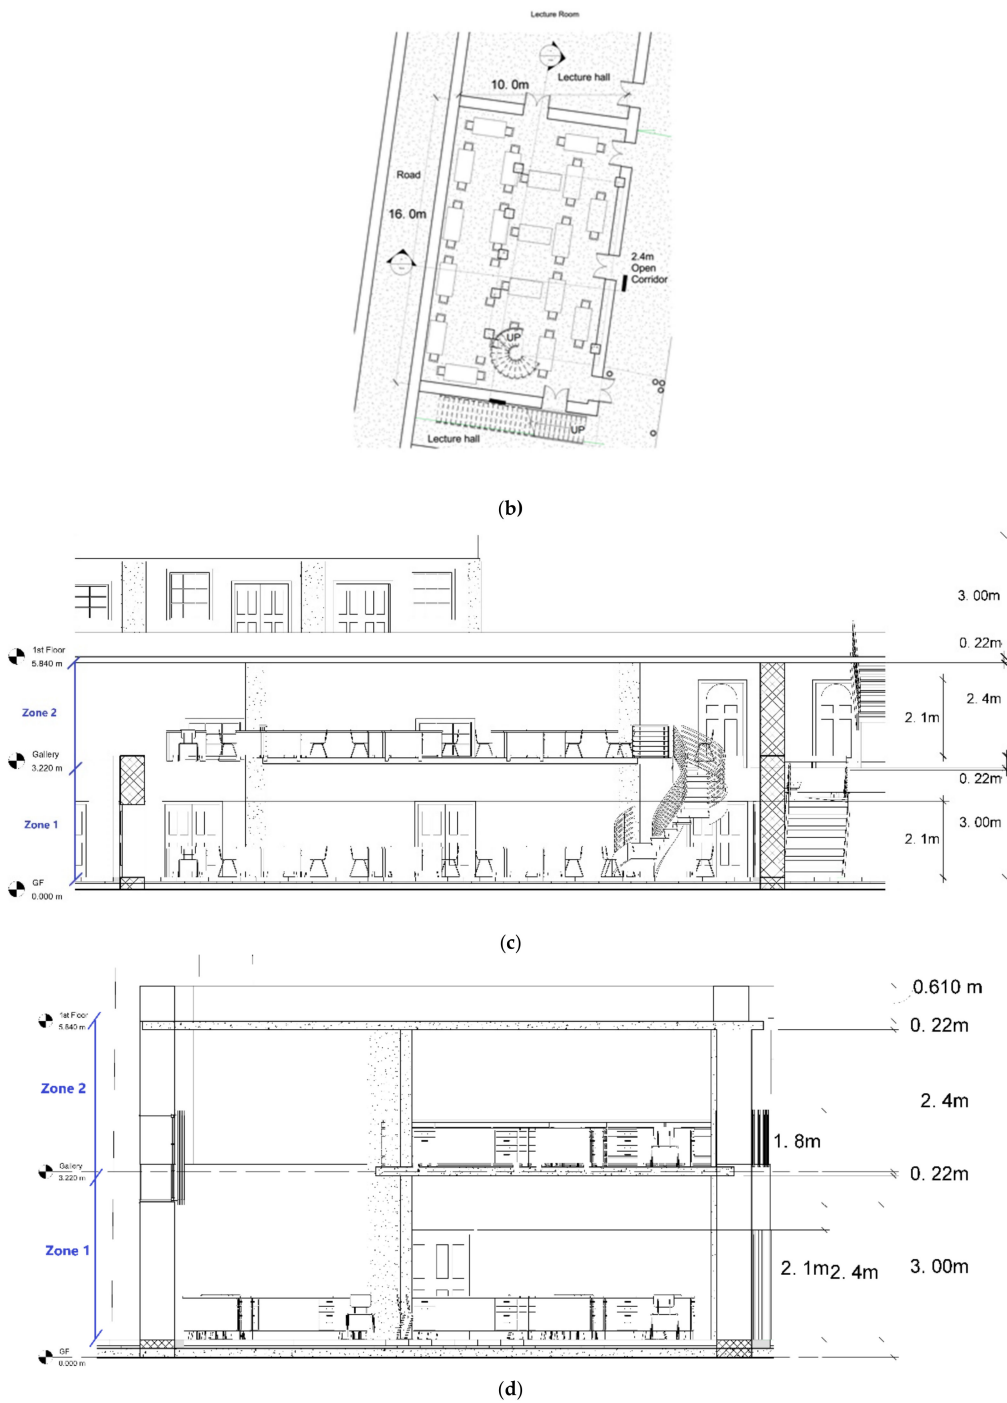 Lecture Room
Lecture hall
10. 0m
Road
16. 0m
2.4m
Open
Corridor
UP
UP
Lecture hall
(b)
3. 00m
1st Floor
5.840 m
0. 22m
Zone 2
2. 4m
2. 1m
Gallery
3.220 m
0. 22m
Zone 1
3. 00m
2. 1m
GF
0.000 m
(c)
0.610 m
1st Floor
5.840 m
0. 22m
Zone 2
2. 4m
1. 8m
Gallery
3.220 m
0. 22m
Zone 1
2. 1m
2. 4m
3. 00m
GF
0.000 m
(d)